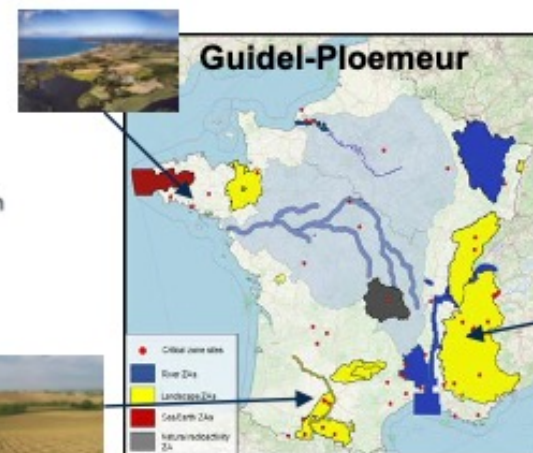 Guidel-Ploemeur
Critical zone sites
River ZAs
Landscape ZAs
Sea/Earth ZAs
Natural radioactivity
ZA